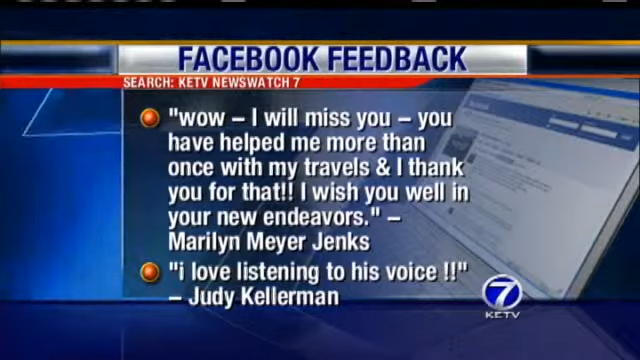 FACEBOOK FEEDBACK
SEARCH: KETV NEWSWATCH 7
"wow – I will miss you – you
have helped me more than
once with my travels & I thank
you for that!! I wish you well in
your new endeavors." –
Marilyn Meyer Jenks
"i love listening to his voice !!"
– Judy Kellerman
7
KETV